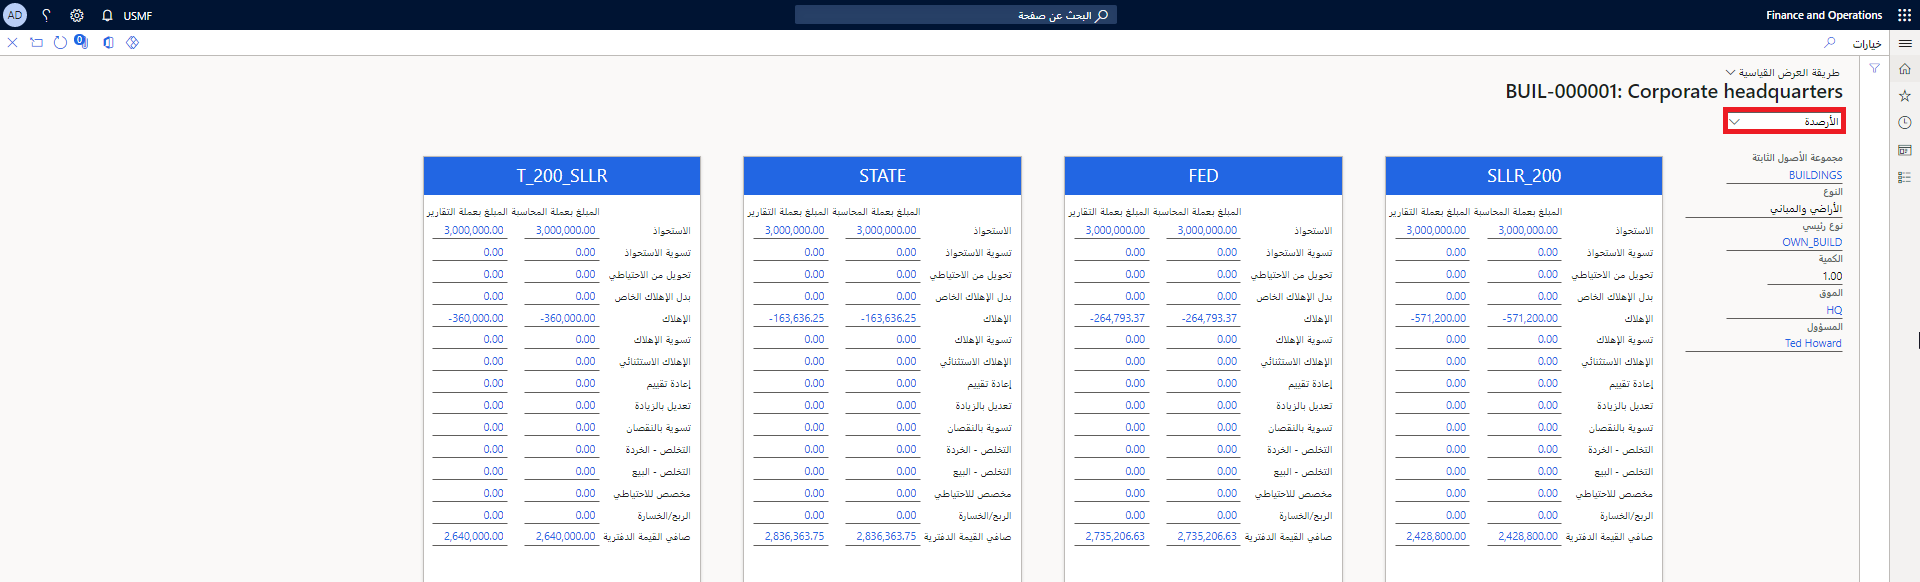 Finance and Operations
البحث عن صفحة
USMF
؟
AD
خيارات
0
طريقة العرض القياسية
BUIL-000001: Corporate headquarters
الأرصدة
مجموعة الأصول الثابتة
BUILDINGS
النوع
الأراضي والمباني
نوع رئيسي
OWN_BUILD
الكمية
1.00
الموق
HQ
المسؤول
Ted Howard
SLLR_200
المبلغ بعملة المحاسبة المبلغ بعملة التقارير
الاستحواذ 3,000,000.00 3,000,000.00
تسوية الاستحواذ 0.00 0.00
تحويل من الاحتياطي 0.00 0.00
بدل الإهلاك الخاص 0.00 0.00
الإهلاك -571,200.00 -571,200.00
تسوية الإهلاك 0.00 0.00
الإهلاك الاستثنائي 0.00 0.00
إعادة تقييم 0.00 0.00
تعديل بالزيادة 0.00 0.00
تسوية بالنقصان 0.00 0.00
التخلص - الخردة 0.00 0.00
التخلص - البيع 0.00 0.00
مخصص للاحتياطي 0.00 0.00
الربح/الخسارة 0.00 0.00
صافي القيمة الدفترية 2,428,800.00 2,428,800.00
FED
المبلغ بعملة المحاسبة المبلغ بعملة التقارير
الاستحواذ 3,000,000.00 3,000,000.00
تسوية الاستحواذ 0.00 0.00
تحويل من الاحتياطي 0.00 0.00
بدل الإهلاك الخاص 0.00 0.00
الإهلاك -264,793.37 -264,793.37
تسوية الإهلاك 0.00 0.00
الإهلاك الاستثنائي 0.00 0.00
إعادة تقييم 0.00 0.00
تعديل بالزيادة 0.00 0.00
تسوية بالنقصان 0.00 0.00
التخلص - الخردة 0.00 0.00
التخلص - البيع 0.00 0.00
مخصص للاحتياطي 0.00 0.00
الربح/الخسارة 0.00 0.00
صافي القيمة الدفترية 2,735,206.63 2,735,206.63
STATE
المبلغ بعملة المحاسبة المبلغ بعملة التقارير
الاستحواذ 3,000,000.00 3,000,000.00
تسوية الاستحواذ 0.00 0.00
تحويل من الاحتياطي 0.00 0.00
بدل الإهلاك الخاص 0.00 0.00
الإهلاك -163,636.25 -163,636.25
تسوية الإهلاك 0.00 0.00
الإهلاك الاستثنائي 0.00 0.00
إعادة تقييم 0.00 0.00
تعديل بالزيادة 0.00 0.00
تسوية بالنقصان 0.00 0.00
التخلص - الخردة 0.00 0.00
التخلص - البيع 0.00 0.00
مخصص للاحتياطي 0.00 0.00
الربح/الخسارة 0.00 0.00
صافي القيمة الدفترية 2,836,363.75 2,836,363.75
T_200_SLLR
المبلغ بعملة المحاسبة المبلغ بعملة التقارير
الاستحواذ 3,000,000.00 3,000,000.00
تسوية الاستحواذ 0.00 0.00
تحويل من الاحتياطي 0.00 0.00
بدل الإهلاك الخاص 0.00 0.00
الإهلاك -360,000.00 -360,000.00
تسوية الإهلاك 0.00 0.00
الإهلاك الاستثنائي 0.00 0.00
إعادة تقييم 0.00 0.00
تعديل بالزيادة 0.00 0.00
تسوية بالنقصان 0.00 0.00
التخلص - الخردة 0.00 0.00
التخلص - البيع 0.00 0.00
مخصص للاحتياطي 0.00 0.00
الربح/الخسارة 0.00 0.00
صافي القيمة الدفترية 2,640,000.00 2,640,000.00